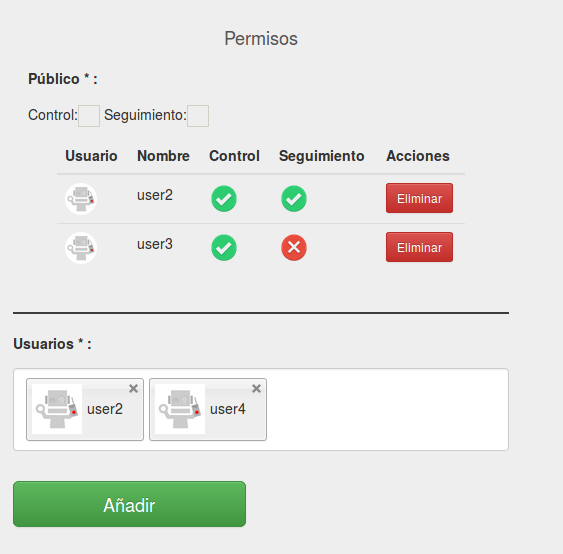 Permisos
Público * :
Control: Seguimiento:
Usuario Nombre Control Seguimiento Acciones
user2 Eliminar
user3 Eliminar
Usuarios * :
user2 user4
Añadir